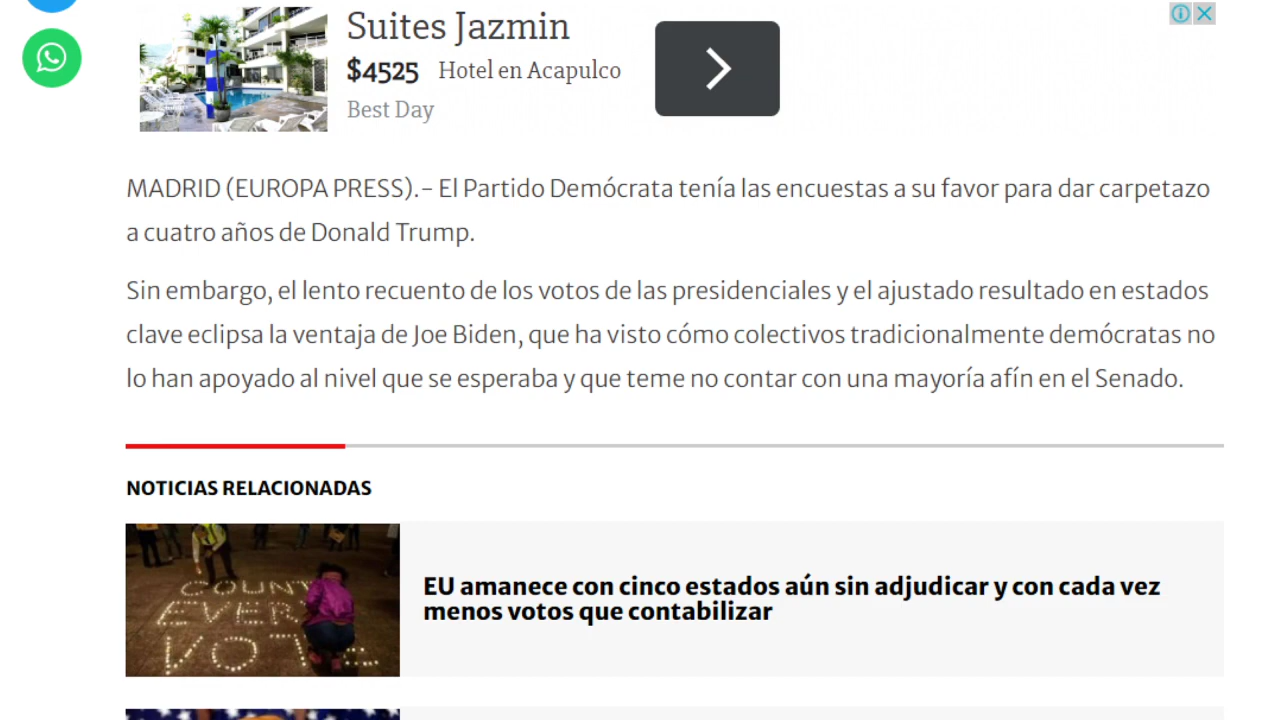 Suites Jazmin
$4525 Hotel en Acapulco
Best Day
MADRID (EUROPA PRESS).- El Partido Demócrata tenía las encuestas a su favor para dar carpetazo
a cuatro años de Donald Trump.
Sin embargo, el lento recuento de los votos de las presidenciales y el ajustado resultado en estados
clave eclipsa la ventaja de Joe Biden, que ha visto cómo colectivos tradicionalmente demócratas no
lo han apoyado al nivel que se esperaba y que teme no contar con una mayoría afín en el Senado.
NOTICIAS RELACIONADAS
COUNT
EVERY
VOTE
EU amanece con cinco estados aún sin adjudicar y con cada vez
menos votos que contabilizar